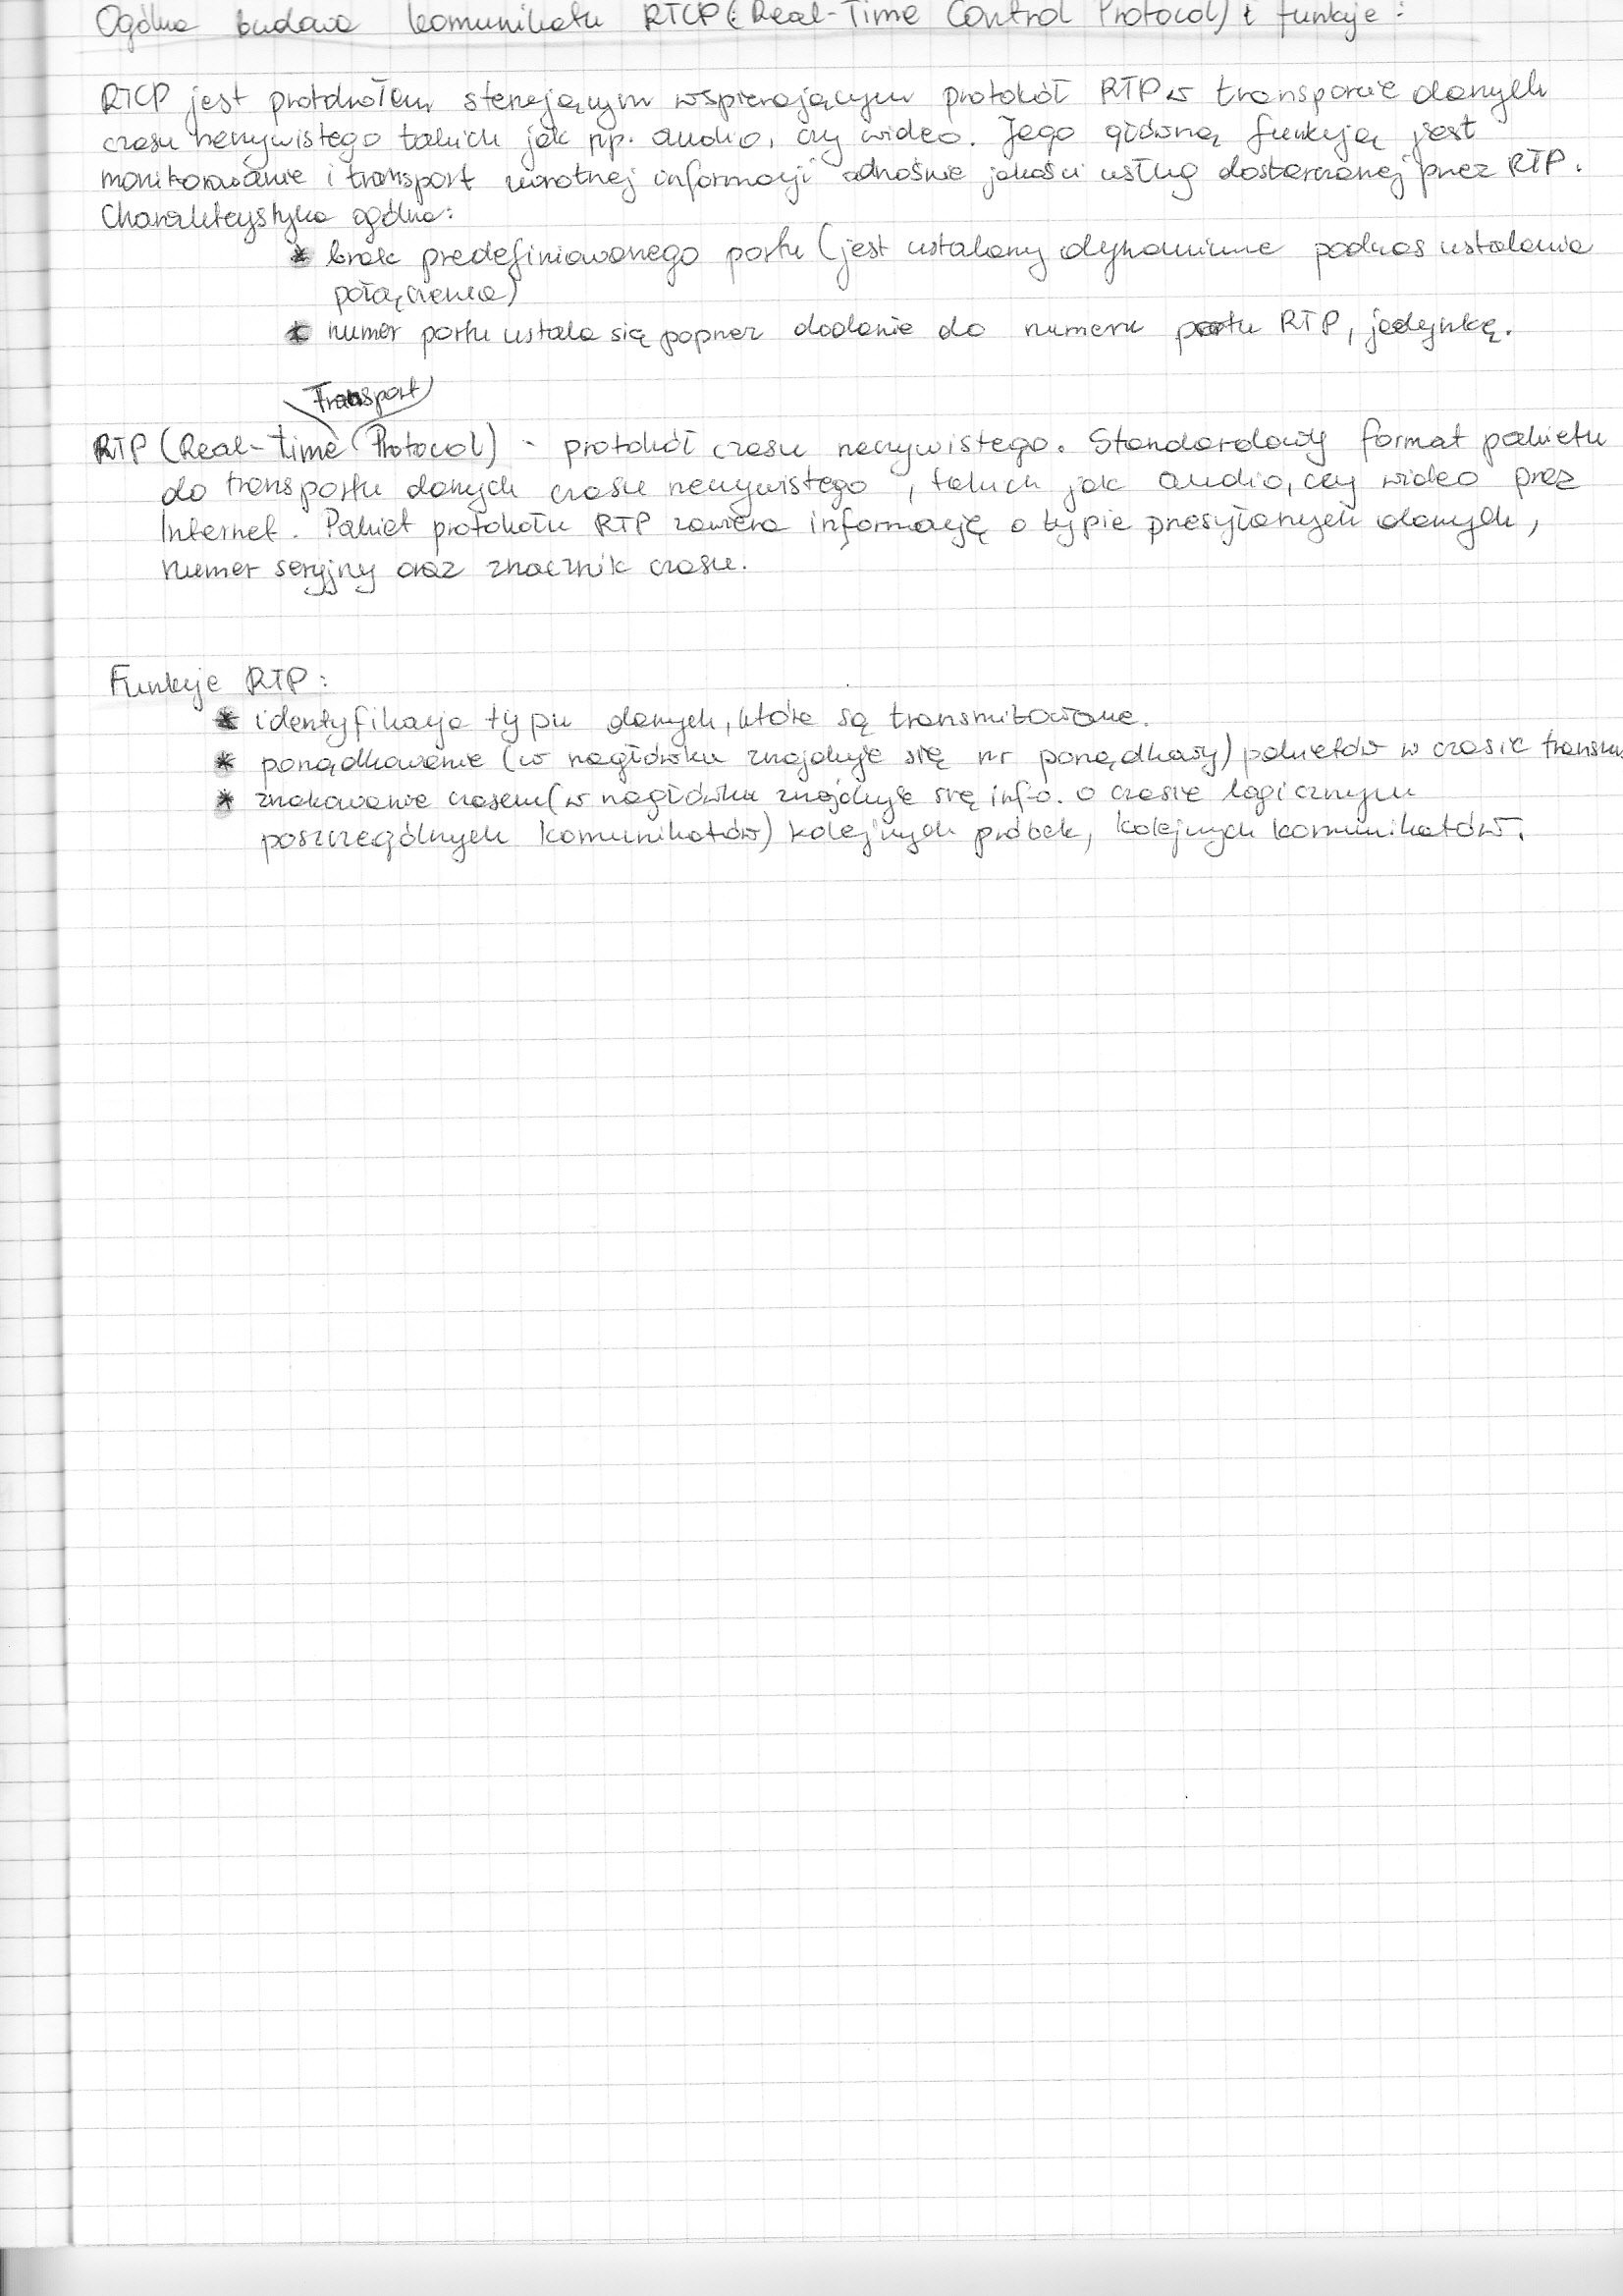 Ogólna budowa komunikatu RTCP (Real-Time Control Protocol) i funkcje:
RTCP jest protokołem sterującym wspierającym protokół RTP w transporcie danych
czasu rzeczywistego takich jak np. audio, czy wideo. Jego główną funkcją jest
monitorowanie i transport zwrotnej informacji odnośnie jakości usług dostarczanej przez RTP.
Charakterystyka ogólna:
* brak predefiniowanego portu (jest ustalany dynamicznie podczas ustalania
połączenia)
* numer portu ustala się poprzez dodanie do numeru portu RTP, jedynkę.
Transport
RTP (Real-Time Protocol) - protokół czasu rzeczywistego. Standardowy format pakietu
do transportu danych czasu rzeczywistego, takich jak audio, czy wideo przez
Internet. Pakiet protokołu RTP zawiera informację o typie przesyłanych danych,
numer seryjny oraz znacznik czasu.
Funkcje RTP:
* identyfikacja typu danych, które są transmitowane.
* porządkowanie (w nagłówku znajduje się nr porządkowy) pakietów w czasie transm
* znakowanie czasem (w nagłówku znajduje się info. o czasie logicznym
poszczególnych komunikatów) kolejnych próbek, kolejnych komunikatów.